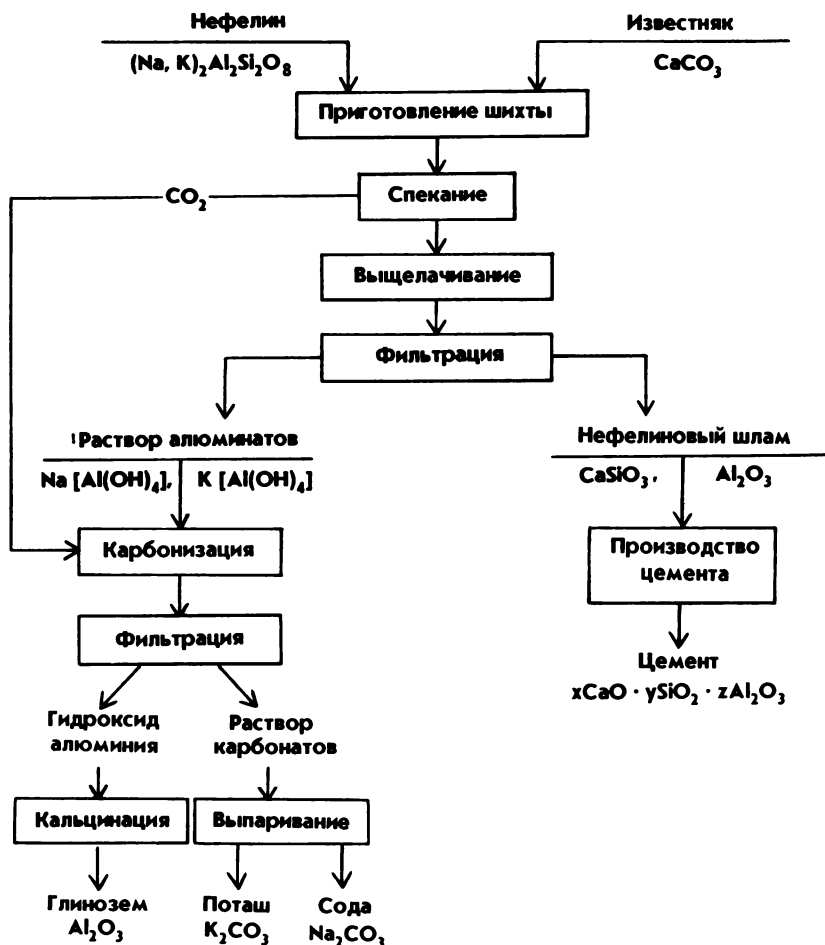 Нефелин
Известняк
(Na, K)₂Al₂Si₂O₈
CaCO₃
Приготовление шихты
CO₂
Спекание
Выщелачивание
Фильтрация
Раствор алюминатов
Нефелиновый шлам
Na [Al(OH)₄], K [Al(OH)₄]
CaSiO₃, Al₂O₃
Карбонизация
Производство
цемента
Фильтрация
Цемент
xCaO · ySiO₂ · zAl₂O₃
Гидроксид
алюминия
Раствор
карбонатов
Кальцинация
Выпаривание
Глинозем
Al₂O₃
Поташ
K₂CO₃
Сода
Na₂CO₃